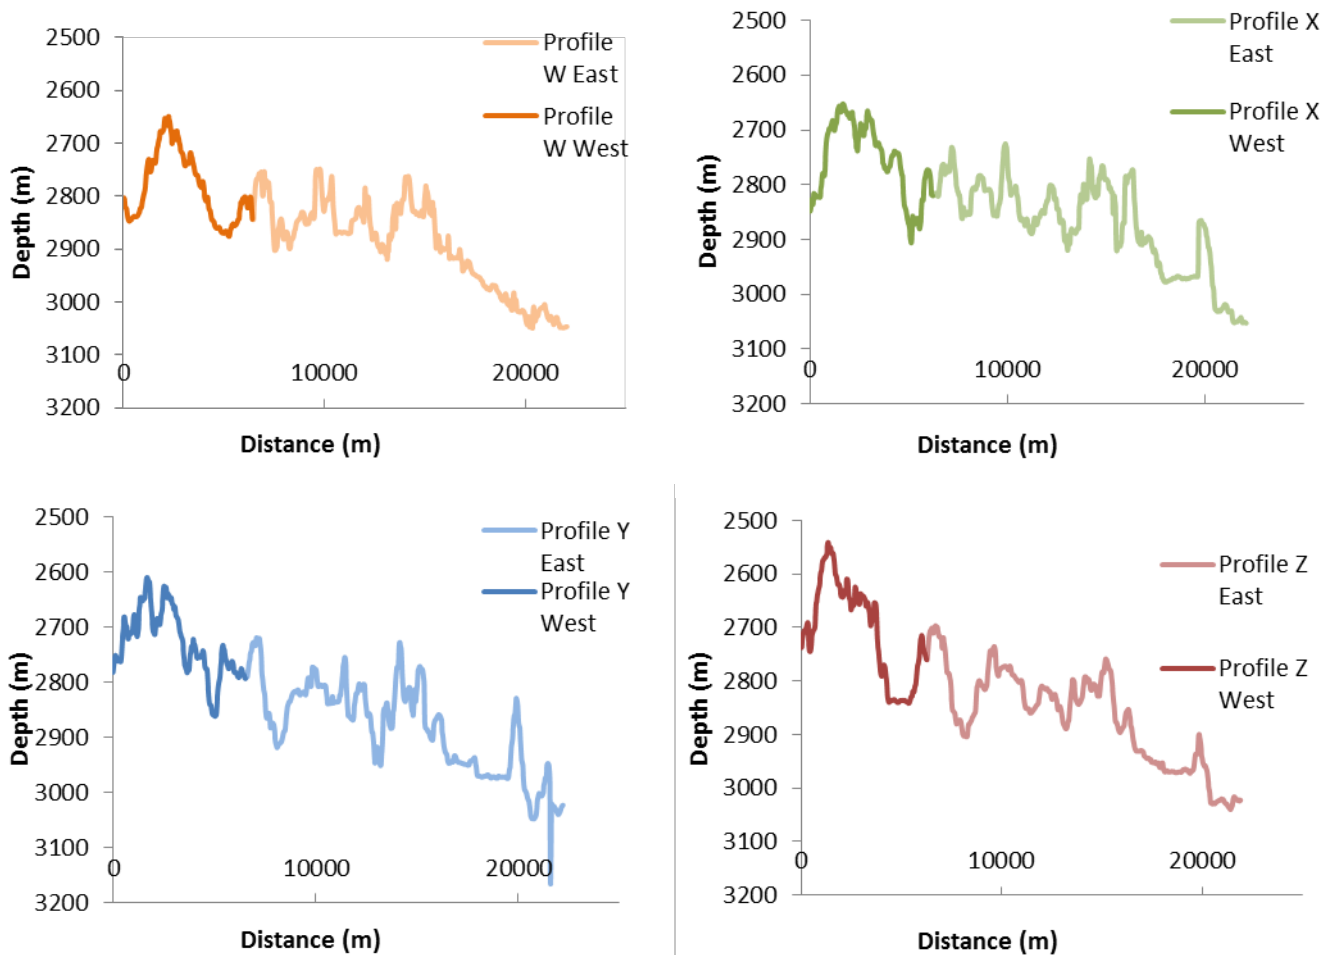 2500
2600
2700
2800
2900
3000
3100
3200
0
10000
20000
Depth (m)
Distance (m)
Profile
W East
Profile
W West
2500
2600
2700
2800
2900
3000
3100
3200
0
10000
20000
Depth (m)
Distance (m)
Profile X
East
Profile X
West
2500
2600
2700
2800
2900
3000
3100
3200
0
10000
20000
Depth (m)
Distance (m)
Profile Y
East
Profile Y
West
2500
2600
2700
2800
2900
3000
3100
3200
0
10000
20000
Depth (m)
Distance (m)
Profile Z
East
Profile Z
West